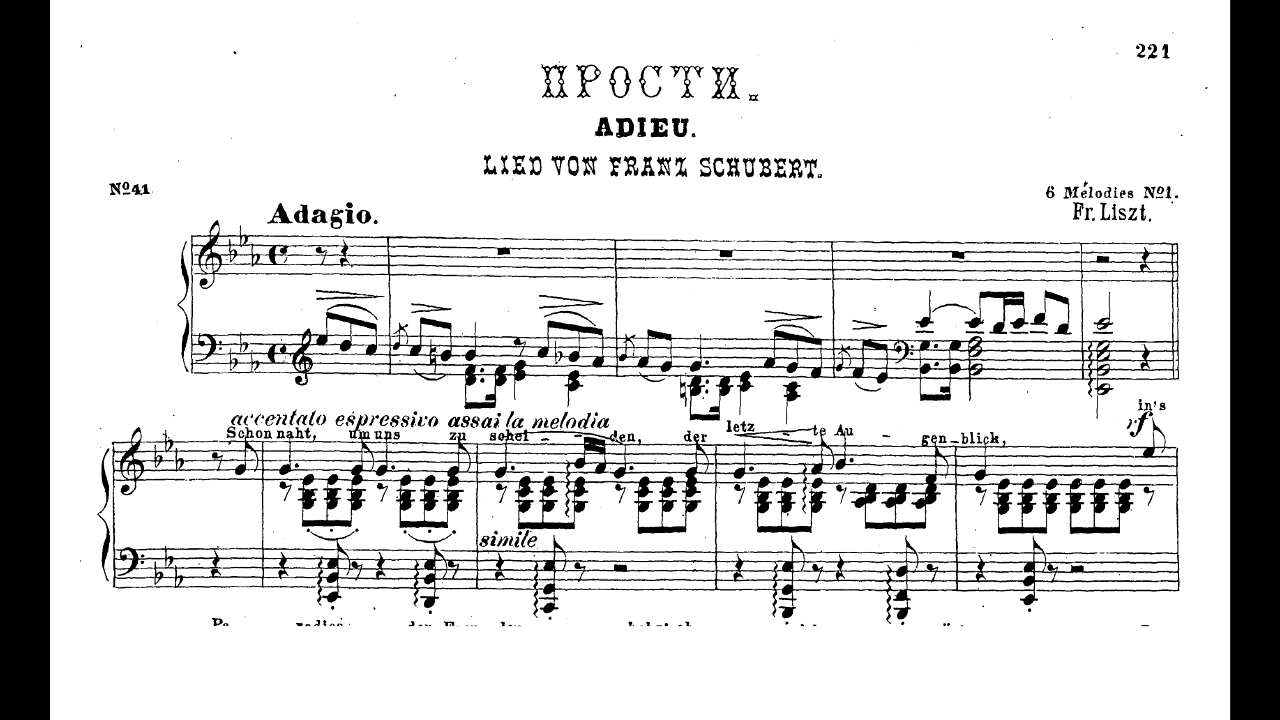 221
ПРОСТИ.
ADIEU.
LIED VON FRANZ SCHUBERT.
№41
6 Mélodies №1.
Fr. Liszt.
Adagio.
in's
accentato espressivo assai la melodia
rf
Schon naht, um uns zu schei - - den, der letz - te Au - gen-blick,
simile